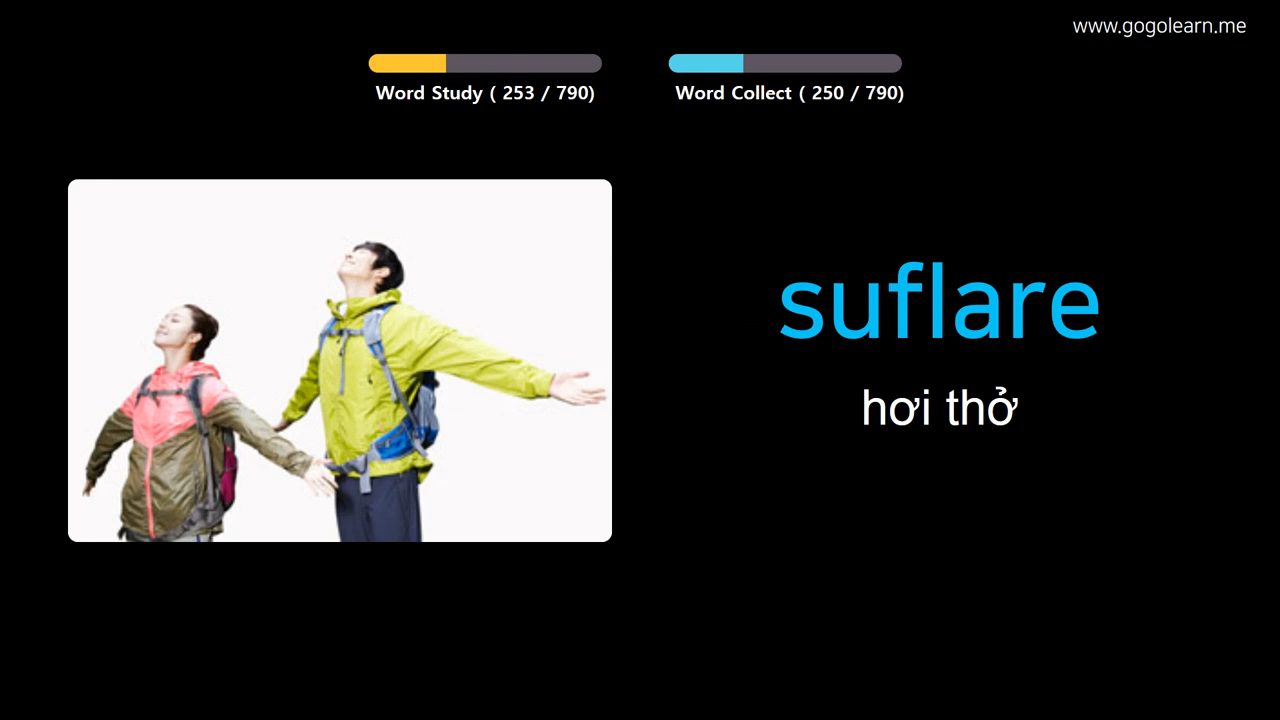 www.gogolearn.me
Word Study ( 253 / 790)
Word Collect ( 250 / 790)
suflare
hơi thở